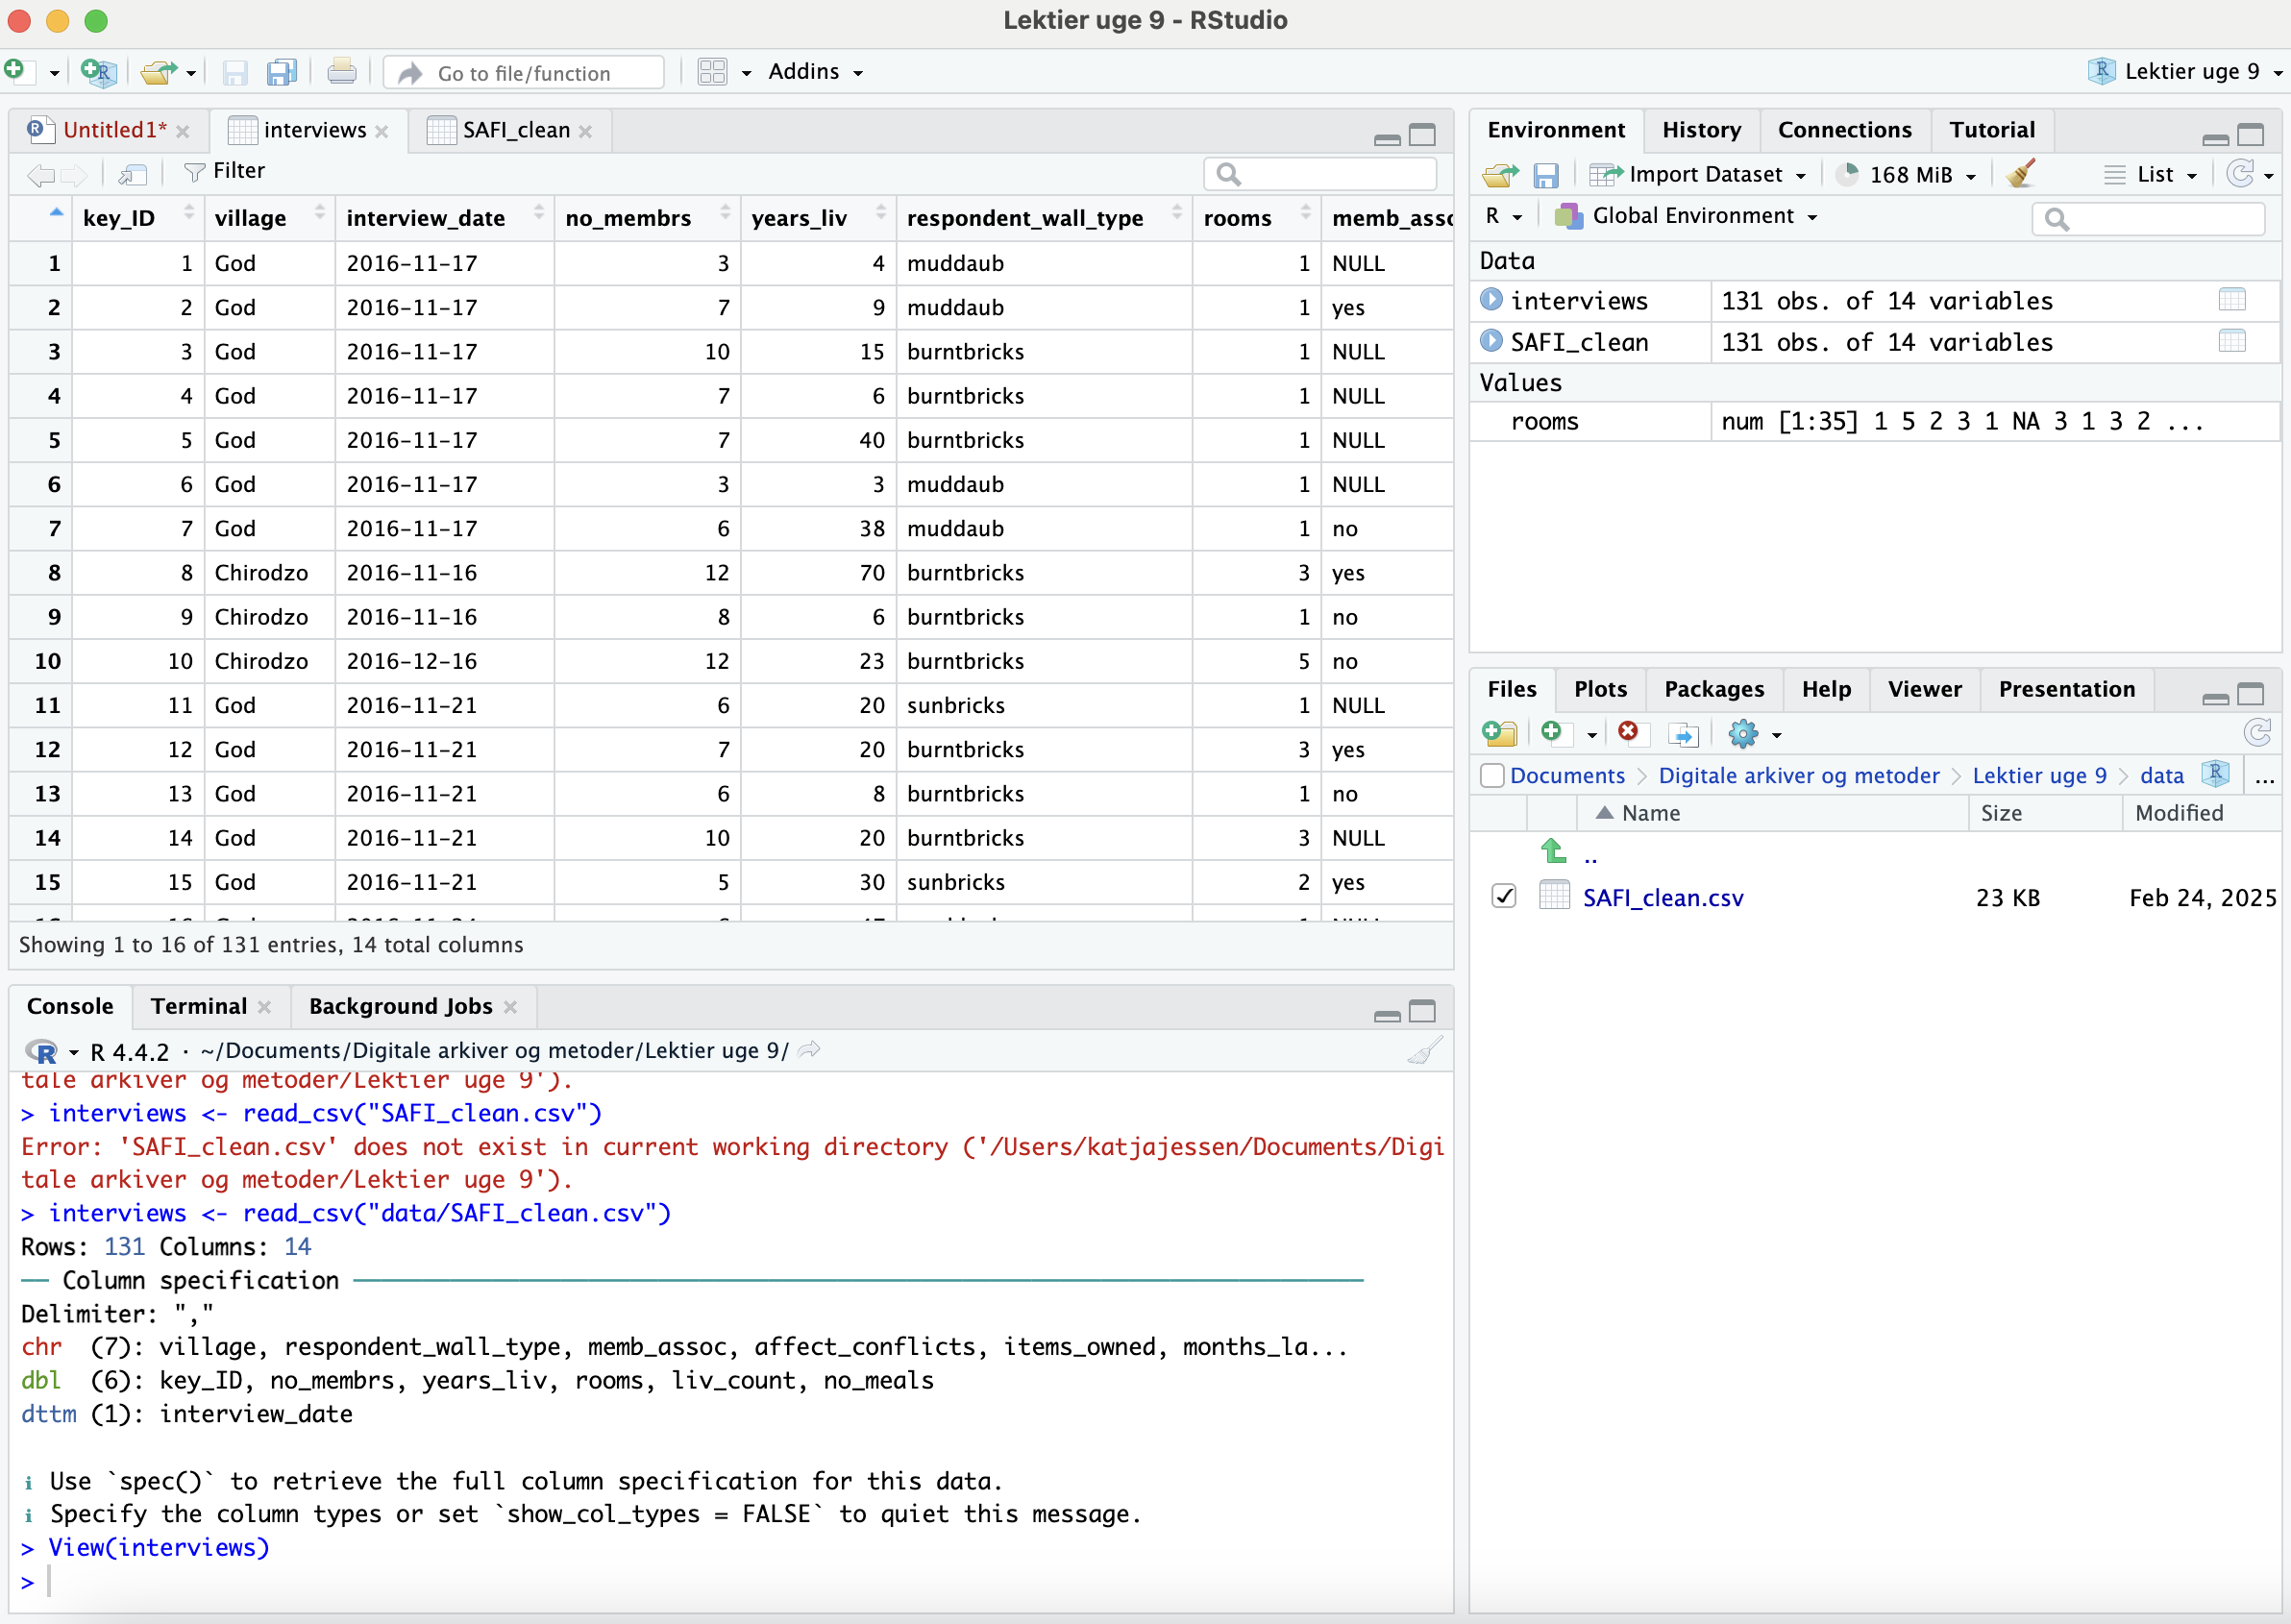 Lektier uge 9 - RStudio
Go to file/function
Addins
Lektier uge 9
Untitled1*
interviews
SAFI_clean
Filter
key_ID village interview_date no_membrs years_liv respondent_wall_type rooms memb_asso
1 1 God 2016-11-17 3 4 muddaub 1 NULL
2 2 God 2016-11-17 7 9 muddaub 1 yes
3 3 God 2016-11-17 10 15 burntbricks 1 NULL
4 4 God 2016-11-17 7 6 burntbricks 1 NULL
5 5 God 2016-11-17 7 40 burntbricks 1 NULL
6 6 God 2016-11-17 3 3 muddaub 1 NULL
7 7 God 2016-11-17 6 38 muddaub 1 no
8 8 Chirodzo 2016-11-16 12 70 burntbricks 3 yes
9 9 Chirodzo 2016-11-16 8 6 burntbricks 1 no
10 10 Chirodzo 2016-12-16 12 23 burntbricks 5 no
11 11 God 2016-11-21 6 20 sunbricks 1 NULL
12 12 God 2016-11-21 7 20 burntbricks 3 yes
13 13 God 2016-11-21 6 8 burntbricks 1 no
14 14 God 2016-11-21 10 20 burntbricks 3 NULL
15 15 God 2016-11-21 5 30 sunbricks 2 yes
Showing 1 to 16 of 131 entries, 14 total columns
Console Terminal Background Jobs
R 4.4.2 · ~/Documents/Digitale arkiver og metoder/Lektier uge 9/
tale arkiver og metoder/Lektier uge 9').
> interviews <- read_csv("SAFI_clean.csv")
Error: 'SAFI_clean.csv' does not exist in current working directory ('/Users/katjajessen/Documents/Digi
tale arkiver og metoder/Lektier uge 9').
> interviews <- read_csv("data/SAFI_clean.csv")
Rows: 131 Columns: 14
── Column specification ──────────
Delimiter: ","
chr  (7): village, respondent_wall_type, memb_assoc, affect_conflicts, items_owned, months_la...
dbl  (6): key_ID, no_membrs, years_liv, rooms, liv_count, no_meals
dttm (1): interview_date
ℹ Use `spec()` to retrieve the full column specification for this data.
ℹ Specify the column types or set `show_col_types = FALSE` to quiet this message.
> View(interviews)
>
Environment History Connections Tutorial
Import Dataset 168 MiB List
R Global Environment
Data
interviews 131 obs. of 14 variables
SAFI_clean 131 obs. of 14 variables
Values
rooms num [1:35] 1 5 2 3 1 NA 3 1 3 2 ...
Files Plots Packages Help Viewer Presentation
Documents > Digitale arkiver og metoder > Lektier uge 9 > data R ...
Name Size Modified
..
SAFI_clean.csv 23 KB Feb 24, 2025